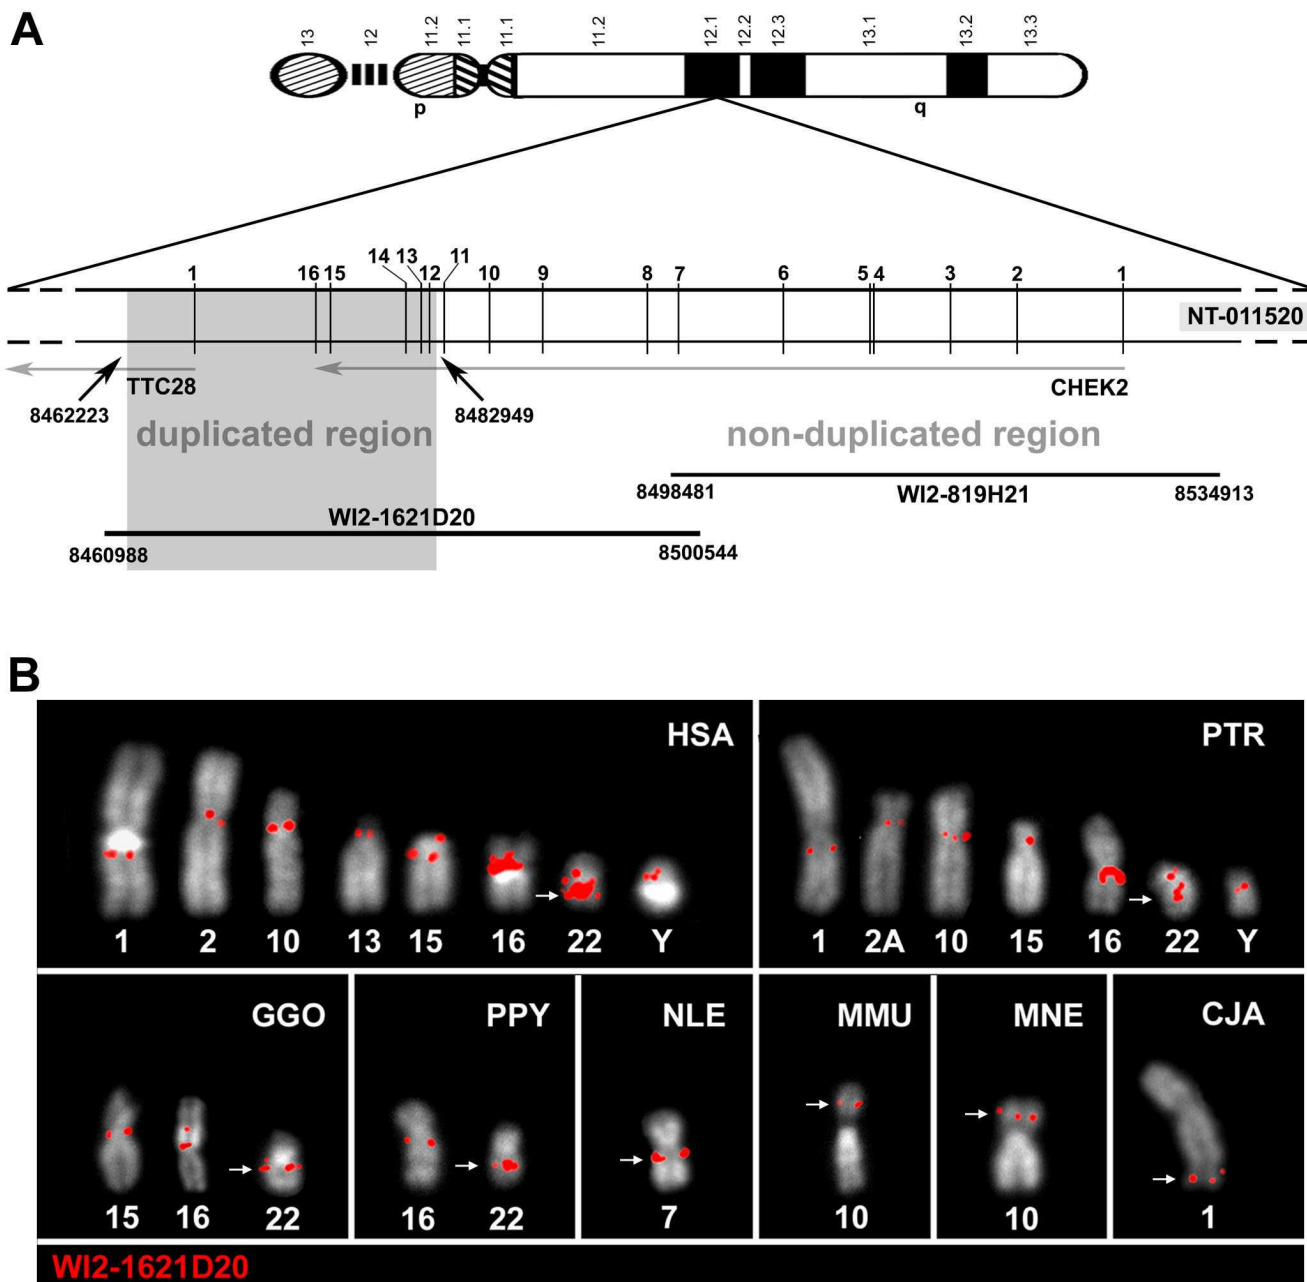 A
13 12 11.2 11.1 11.1 11.2 12.1 12.2 12.3 13.1 13.2 13.3
p q
1 16 15 14 13 12 11 10 9 8 7 6 5 4 3 2 1
NT-011520
TTC28 CHEK2
8462223 8482949
duplicated region non-duplicated region
8498481 WI2-819H21 8534913
WI2-1621D20
8460988 8500544
B
HSA PTR
1 2 10 13 15 16 22 Y 1 2A 10 15 16 22 Y
GGO PPY NLE MMU MNE CJA
15 16 22 16 22 7 10 10 1
WI2-1621D20